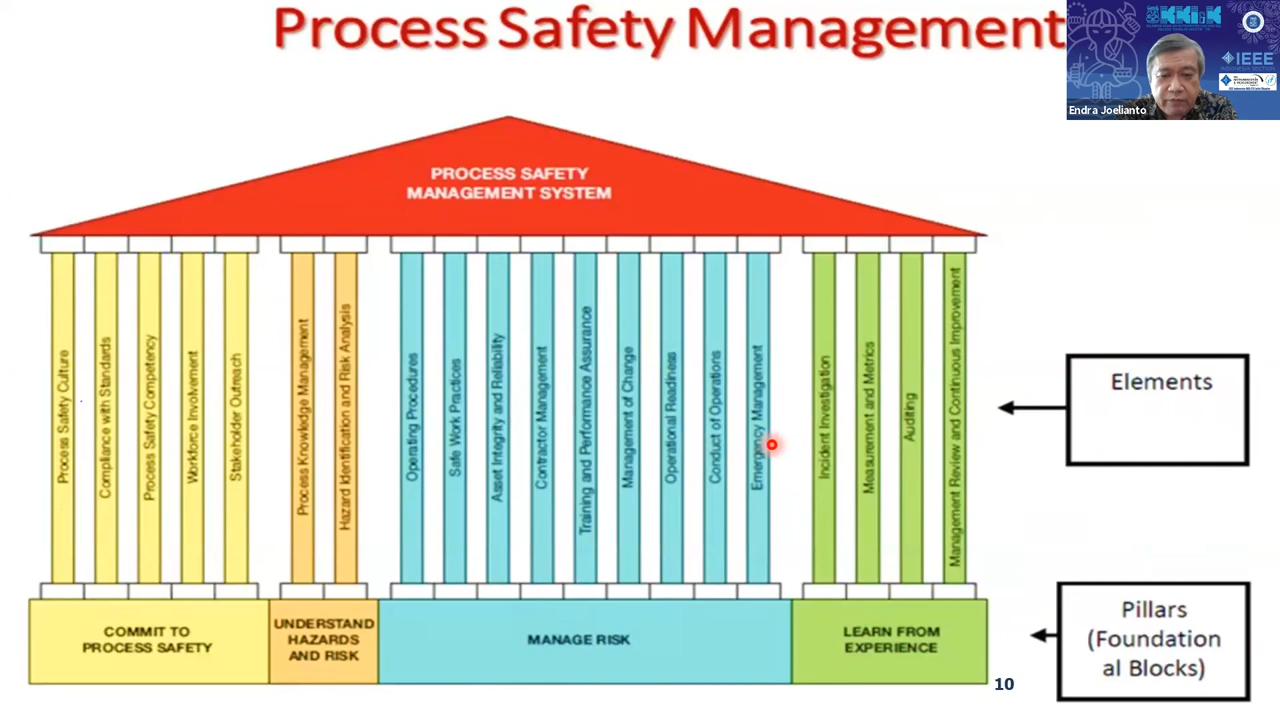 Process Safety Management
KKIK
IEEE
INDONESIA SECTION
Endra Joelianto
PROCESS SAFETY
MANAGEMENT SYSTEM
Process Safety Culture
Compliance with Standards
Process Safety Competency
Workforce Involvement
Stakeholder Outreach
Process Knowledge Management
Hazard Identification and Risk Analysis
Operating Procedures
Safe Work Practices
Asset Integrity and Reliability
Contractor Management
Training and Performance Assurance
Management of Change
Operational Readiness
Conduct of Operations
Emergency Management
Incident Investigation
Measurement and Metrics
Auditing
Management Review and Continuous Improvement
Elements
COMMIT TO
PROCESS SAFETY
UNDERSTAND
HAZARDS
AND RISK
MANAGE RISK
LEARN FROM
EXPERIENCE
Pillars
(Foundation
al Blocks)
10